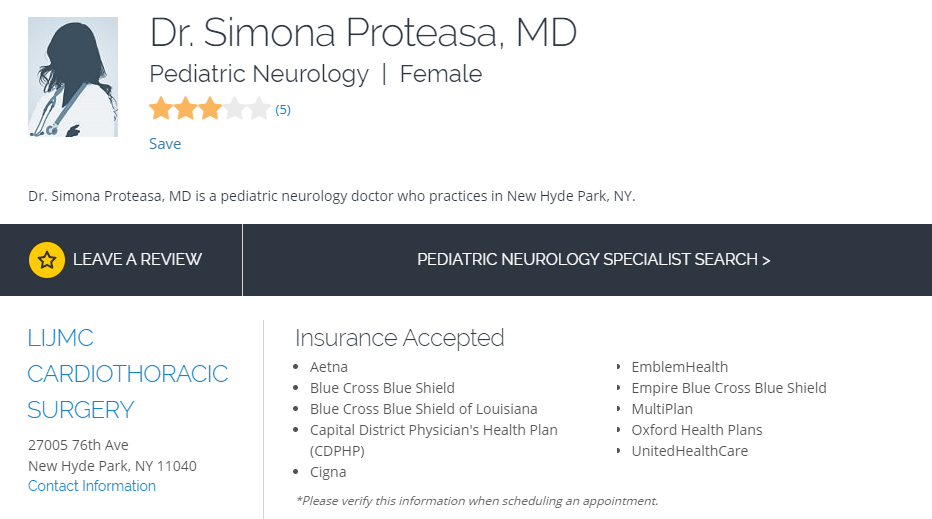 Dr. Simona Proteasa, MD
Pediatric Neurology | Female
(5)
Save
Dr. Simona Proteasa, MD is a pediatric neurology doctor who practices in New Hyde Park, NY.
LEAVE A REVIEW
PEDIATRIC NEUROLOGY SPECIALIST SEARCH >
LIJMC
CARDIOTHORACIC
SURGERY
27005 76th Ave
New Hyde Park, NY 11040
Contact Information
Insurance Accepted
Aetna
Blue Cross Blue Shield
Blue Cross Blue Shield of Louisiana
Capital District Physician's Health Plan
(CDPHP)
Cigna
EmblemHealth
Empire Blue Cross Blue Shield
MultiPlan
Oxford Health Plans
UnitedHealthCare
*Please verify this information when scheduling an appointment.